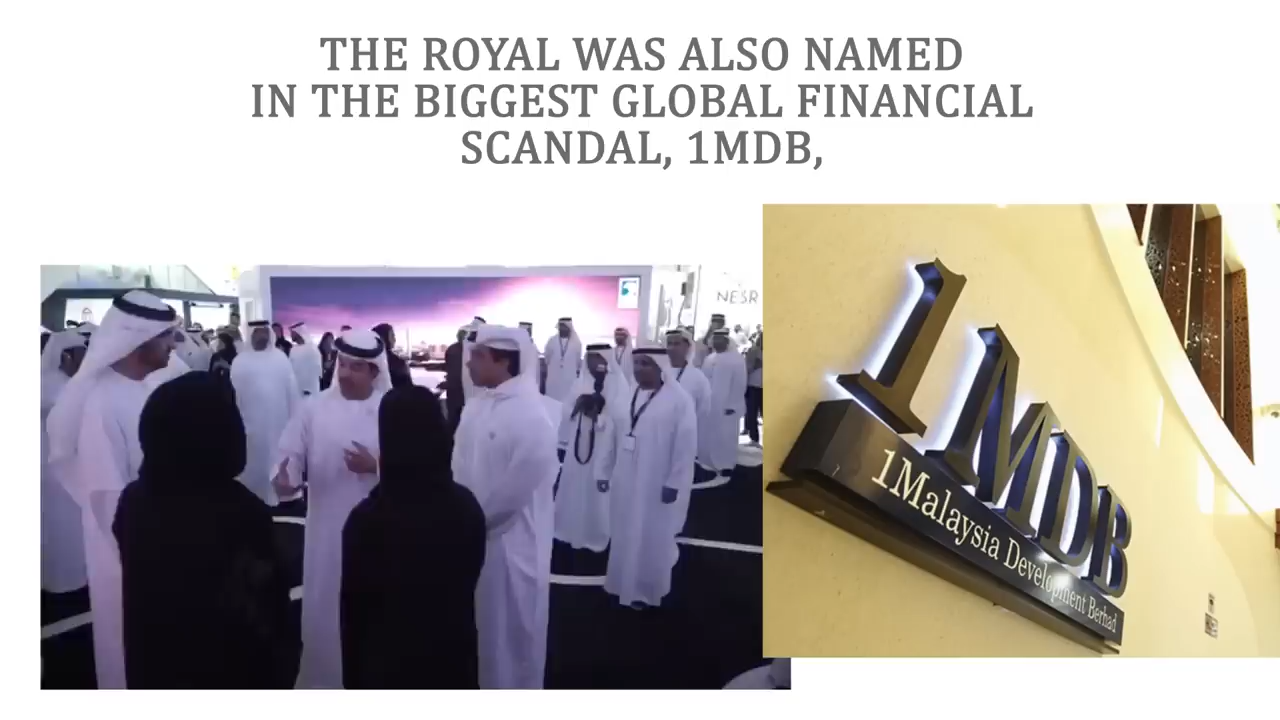 THE ROYAL WAS ALSO NAMED
IN THE BIGGEST GLOBAL FINANCIAL
SCANDAL, 1MDB,
NESR
1MDB
1Malaysia Development Berhad